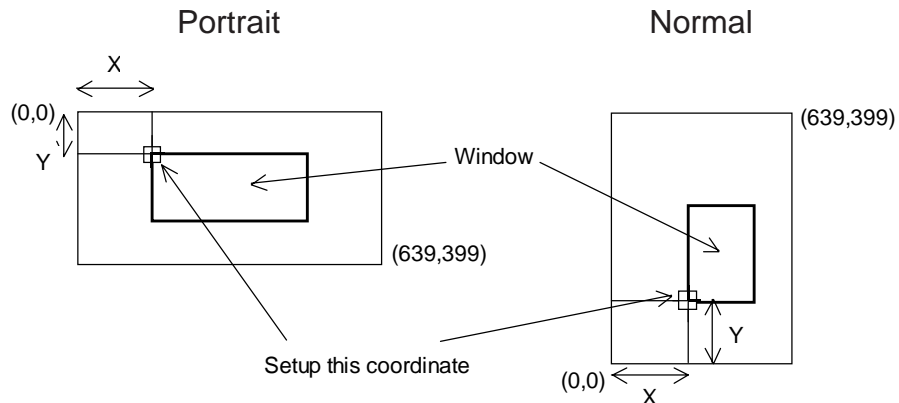 Portrait
Normal
X
(0,0)
Y
(639,399)
Window
(639,399)
Setup this coordinate
Y
(0,0)
X